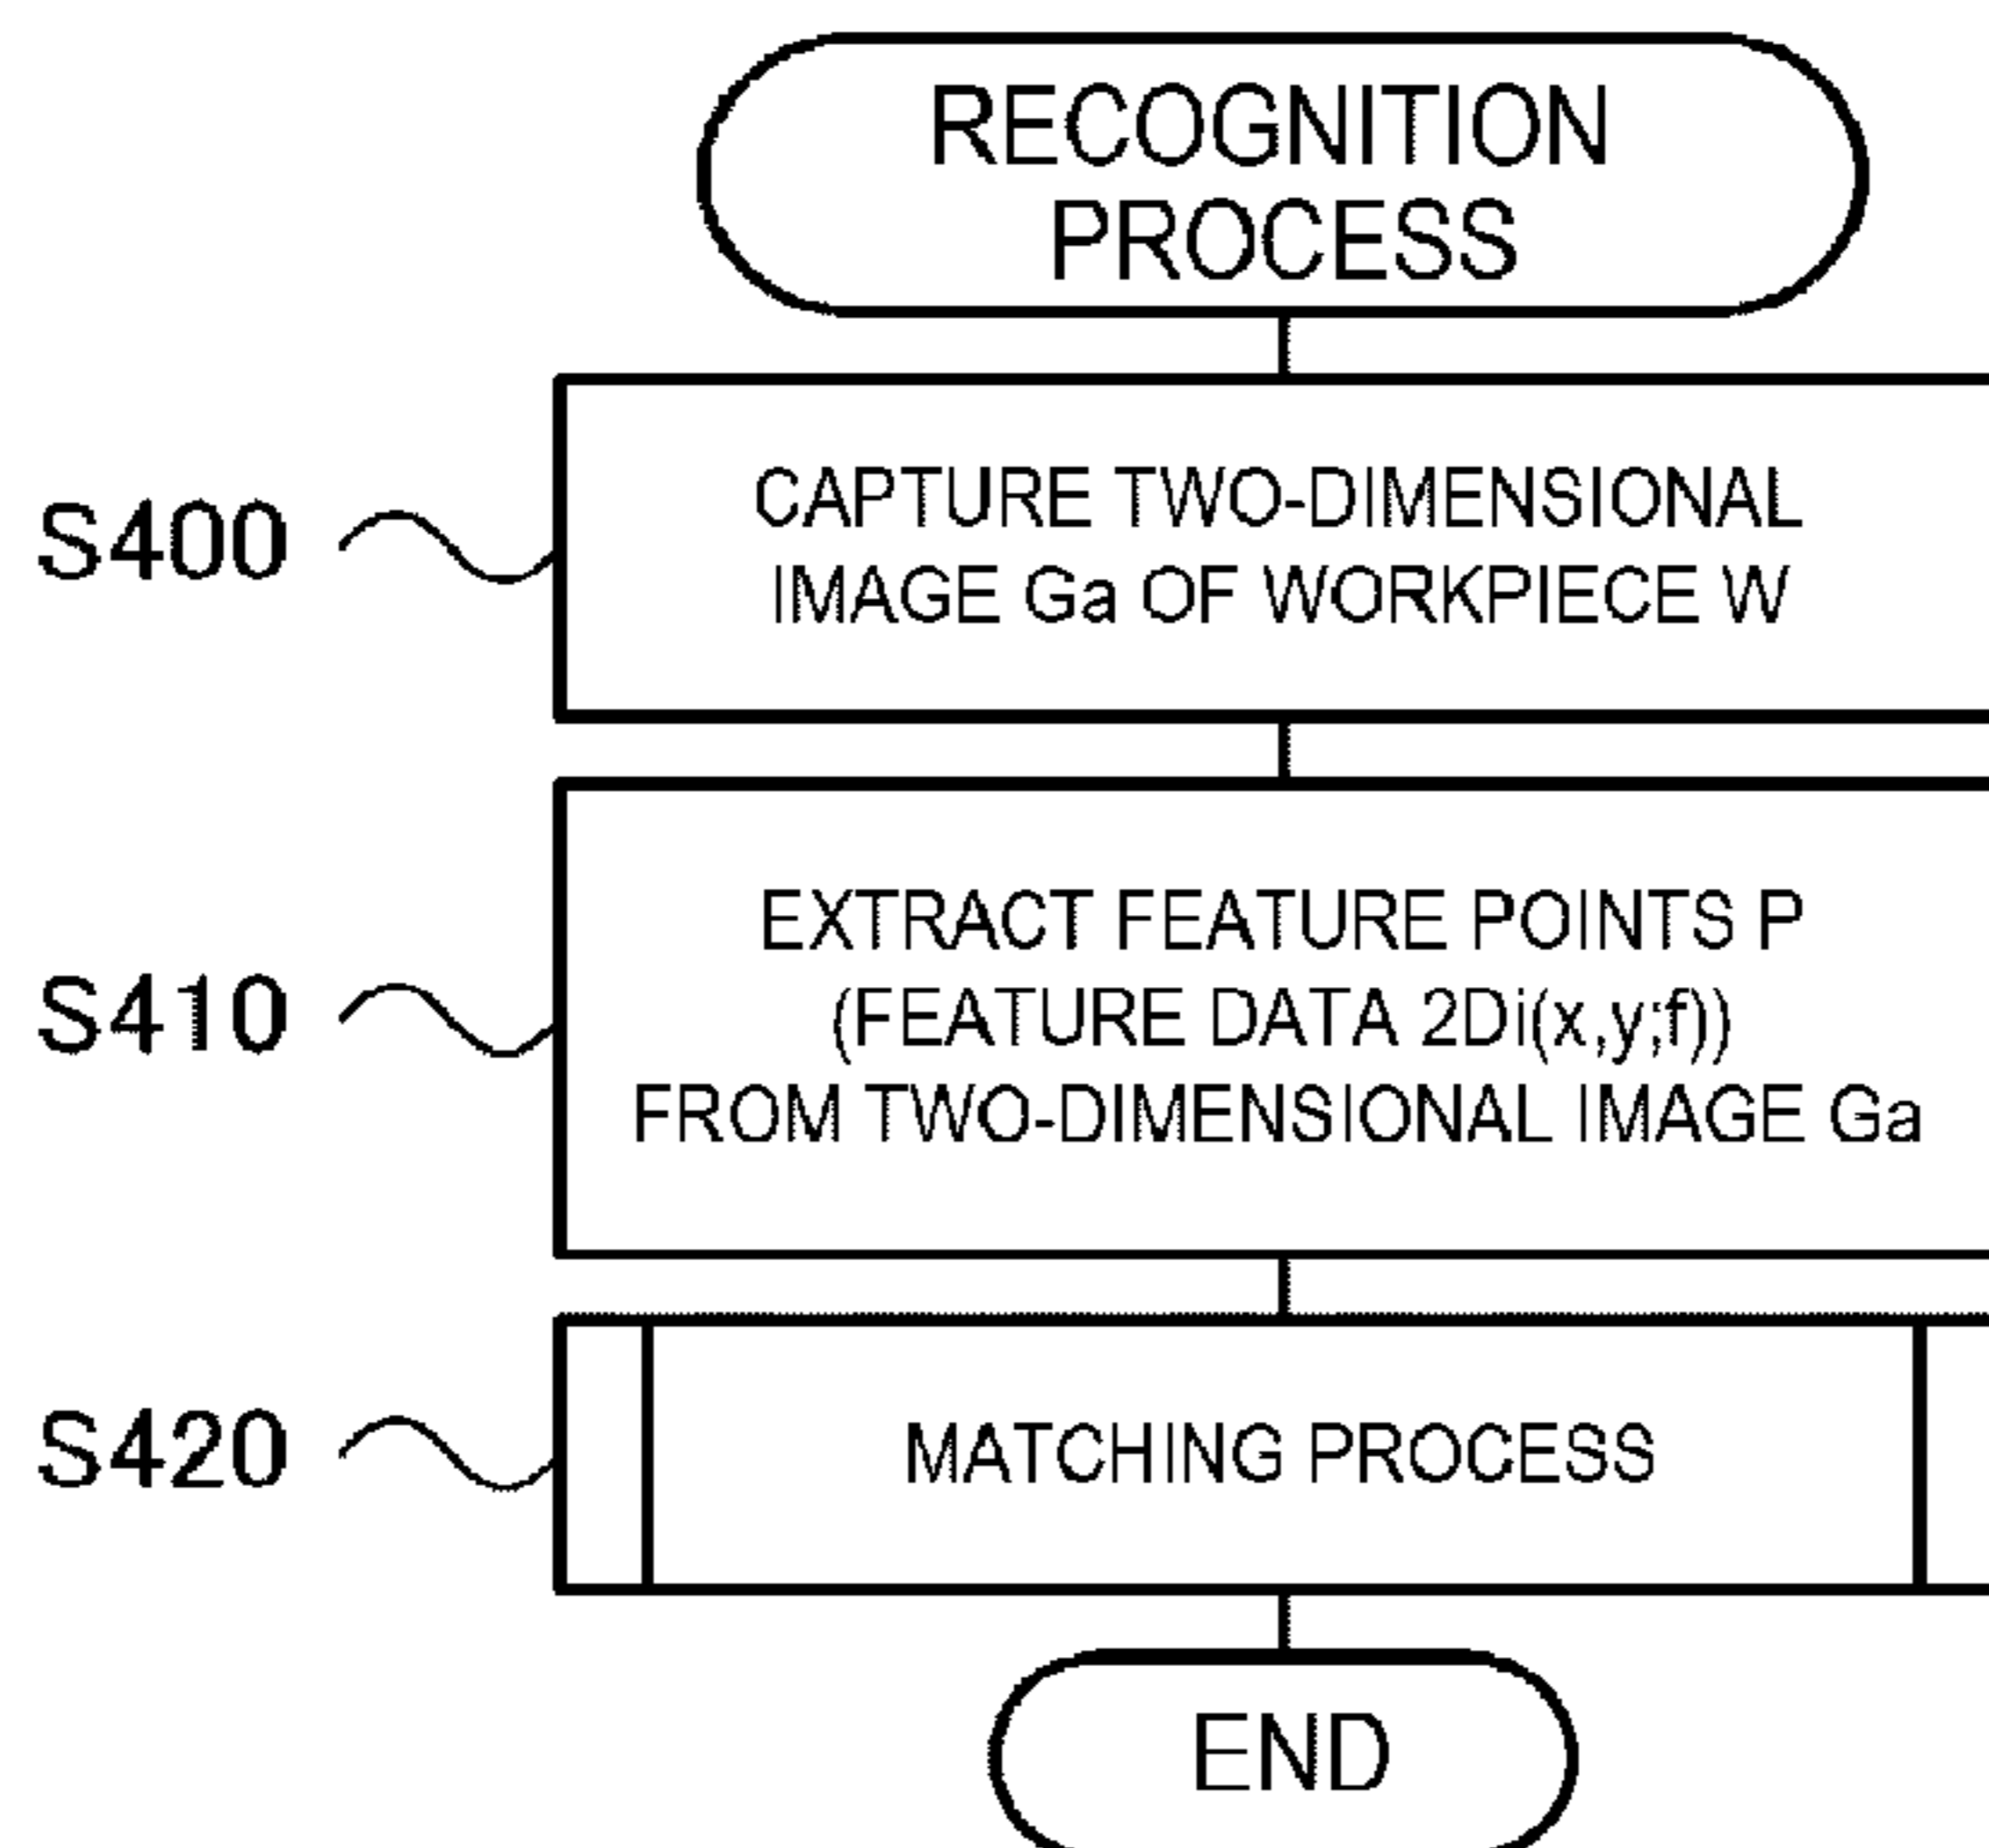 RECOGNITION
PROCESS
S400
CAPTURE TWO-DIMENSIONAL
IMAGE Ga OF WORKPIECE W
S410
EXTRACT FEATURE POINTS P
(FEATURE DATA 2Di(x,y;f))
FROM TWO-DIMENSIONAL IMAGE Ga
S420
MATCHING PROCESS
END